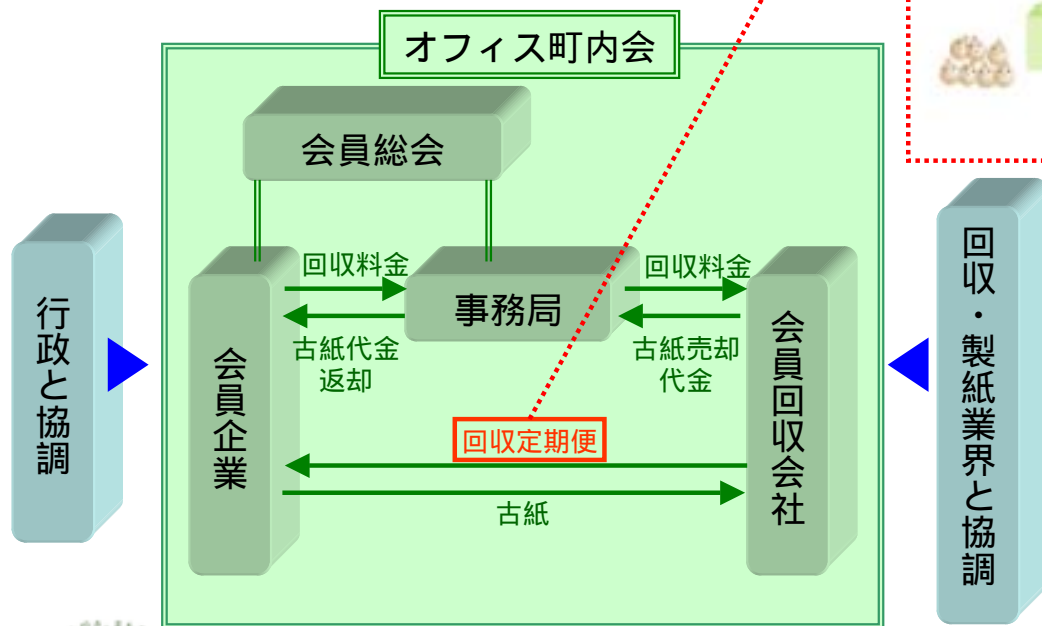 オフィス町内会
会員総会
行政と協調
会員企業
回収料金
古紙代金
返却
事務局
回収料金
古紙売却
代金
回収定期便
古紙
会員回収会社
回収・製紙業界と協調